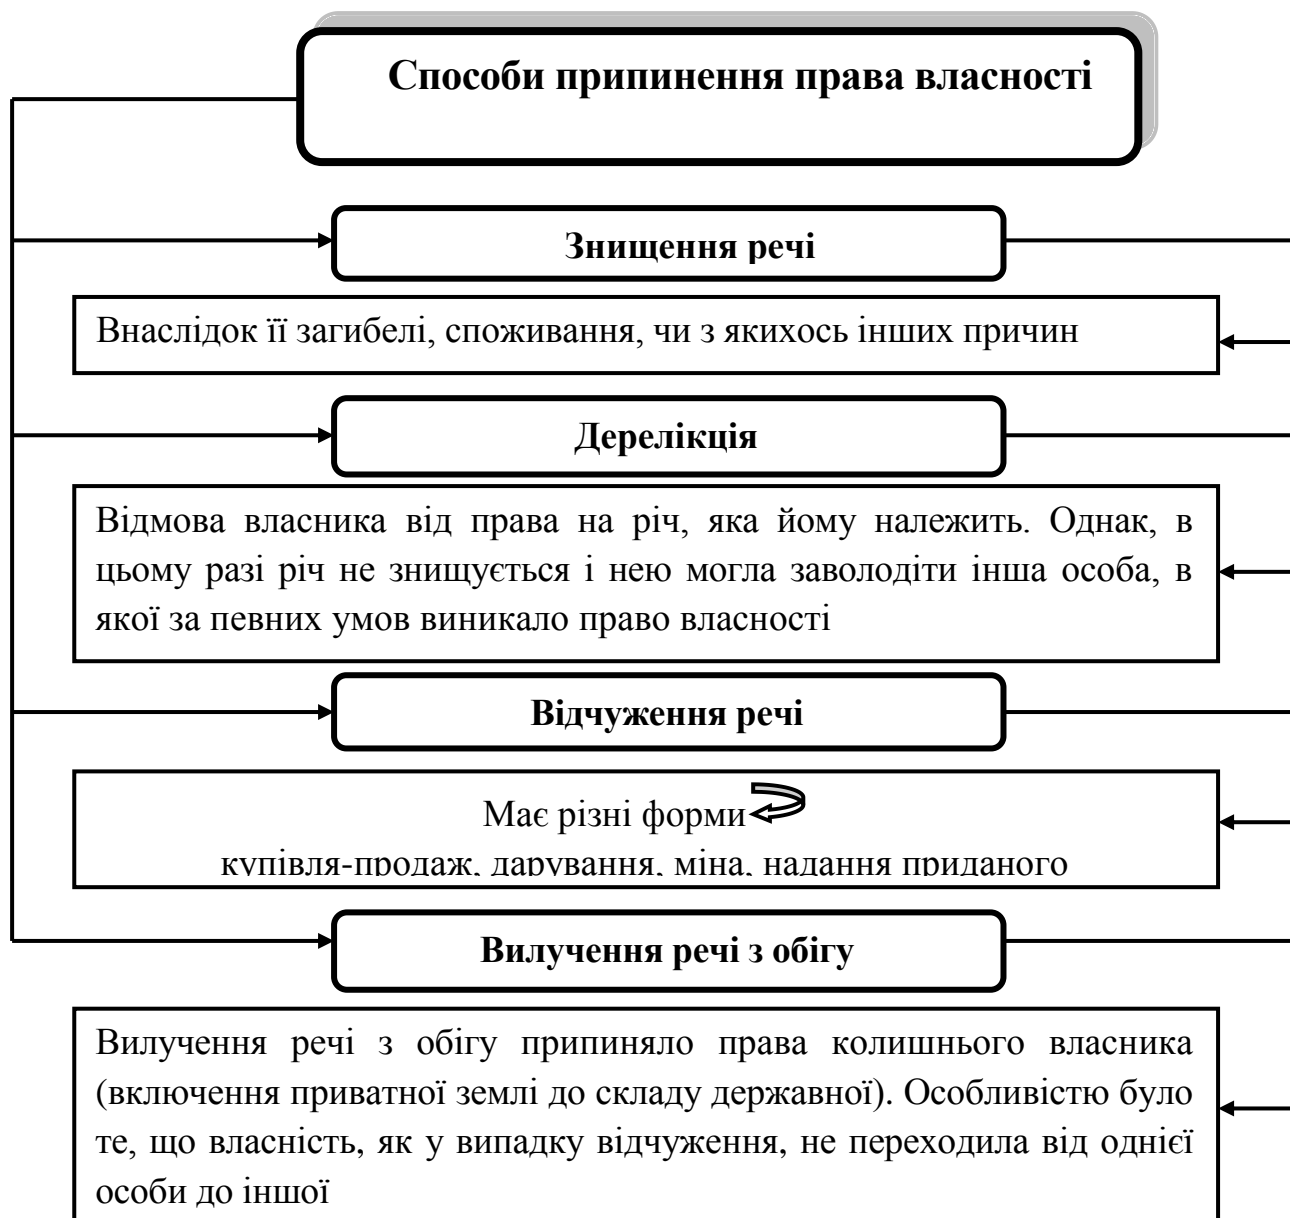 Способи припинення права власності
Знищення речі
Внаслідок її загибелі, споживання, чи з якихось інших причин
Дерелікція
Відмова власника від права на річ, яка йому належить. Однак, в
цьому разі річ не знищується і нею могла заволодіти інша особа, в
якої за певних умов виникало право власності
Відчуження речі
Має різні форми
купівля-продаж, дарування, міна, надання приданого
Вилучення речі з обігу
Вилучення речі з обігу припиняло права колишнього власника
(включення приватної землі до складу державної). Особливістю було
те, що власність, як у випадку відчуження, не переходила від однієї
особи до іншої